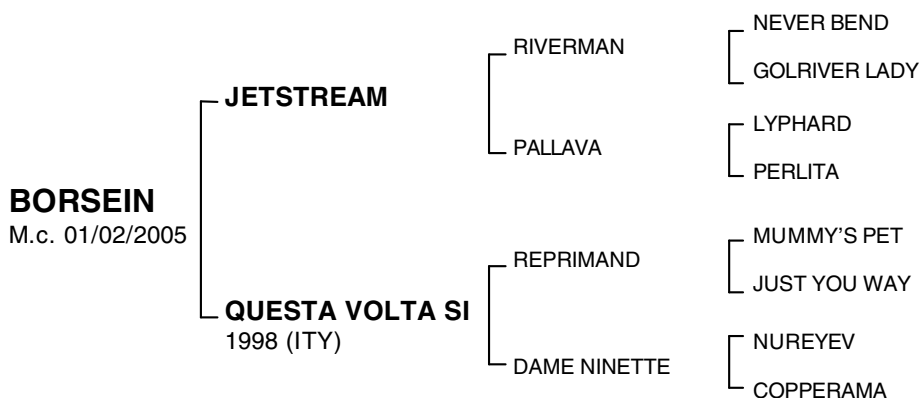 NEVER BEND
RIVERMAN
GOLRIVER LADY
JETSTREAM
LYPHARD
PALLAVA
PERLITA
BORSEIN
M.c. 01/02/2005
MUMMY'S PET
REPRIMAND
JUST YOU WAY
QUESTA VOLTA SI
1998 (ITY)
NUREYEV
DAME NINETTE
COPPERAMA